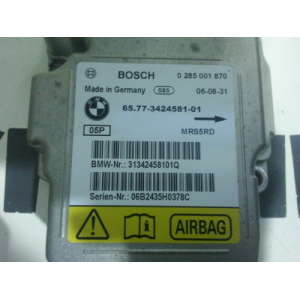 BOSCH 0 285 001 670
Made in Germany 085 06-08-31
65.77-3424581-01
05P MRS5RD
BMW-Nr.: 31342458101Q
Serien-Nr.: 06B2435H0378C
AIRBAG